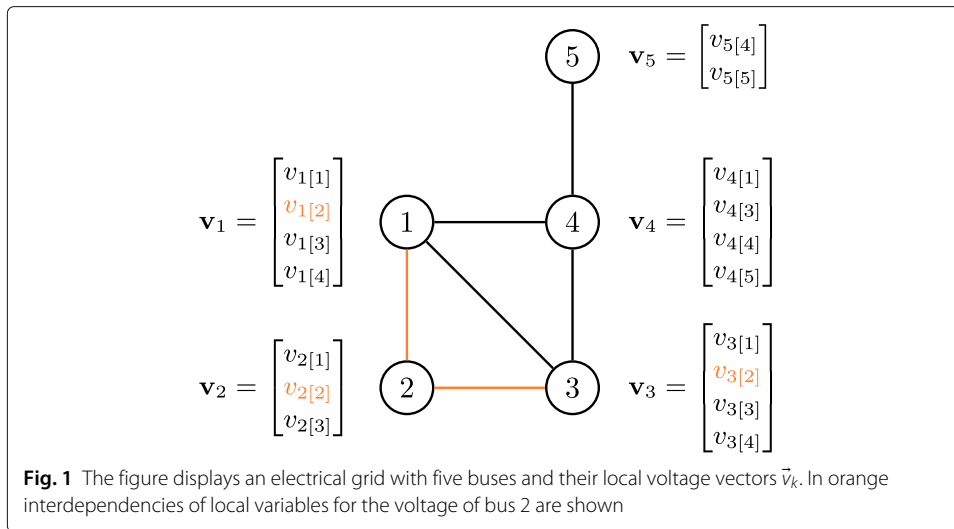 5
v₅ = [v₅[4]
v₅[5]]
v₁ = [v₁[1]
v₁[2]
v₁[3]
v₁[4]]
1
4
v₄ = [v₄[1]
v₄[3]
v₄[4]
v₄[5]]
v₂ = [v₂[1]
v₂[2]
v₂[3]]
2
3
v₃ = [v₃[1]
v₃[2]
v₃[3]
v₃[4]]
Fig. 1 The figure displays an electrical grid with five buses and their local voltage vectors v⃗ₖ. In orange
interdependencies of local variables for the voltage of bus 2 are shown